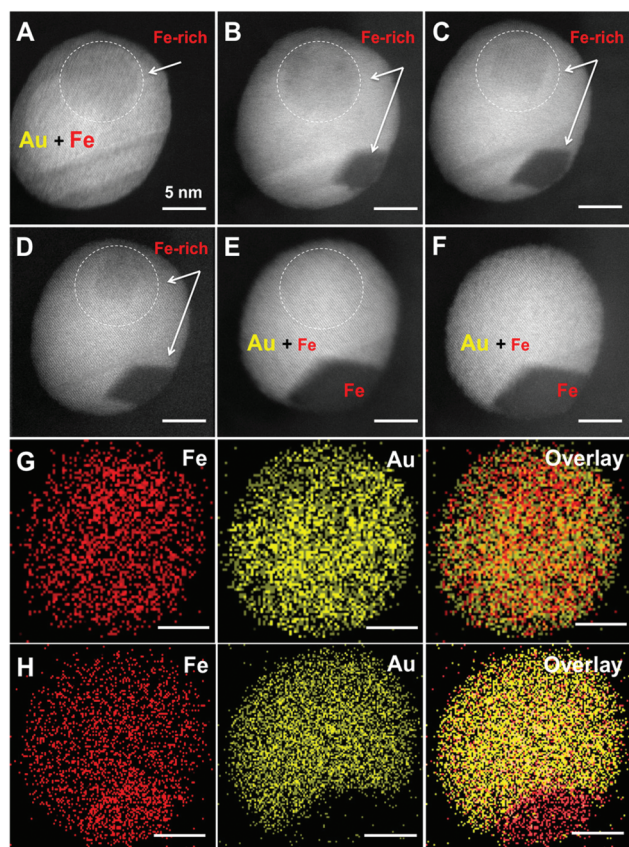 A
Fe-rich
Au + Fe
5 nm
B
Fe-rich
C
Fe-rich
D
Fe-rich
E
Au + Fe
Fe
F
Au + Fe
Fe
G
Fe
Au
Overlay
H
Fe
Au
Overlay